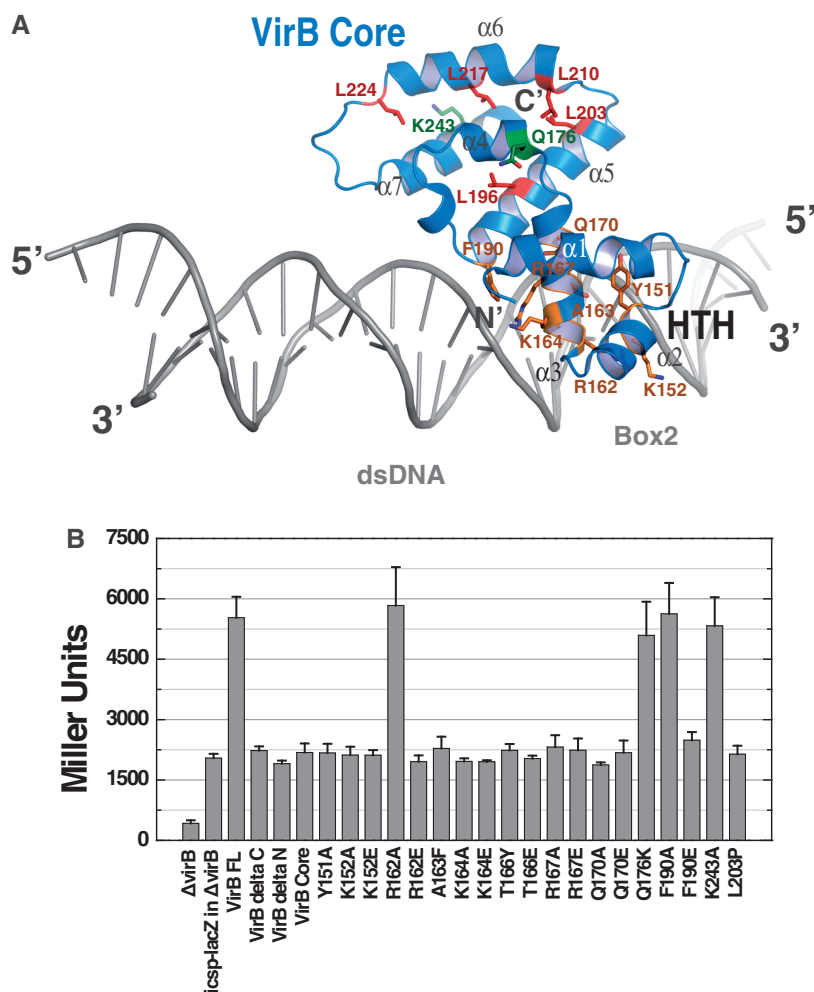 A
VirB Core
α6
L224
L217
L210
C’
L203
K243
α4
Q176
α5
α7
L196
5’
F190
Q170
α1
R167
Y151
5’
N’
A163
HTH
3’
K164
α3
R162
α2
K152
3’
Box2
dsDNA
B
7500
6000
4500
3000
1500
0
Miller Units
ΔvirB
icsp-lacZ in ΔvirB
VirB FL
VirB delta C
VirB delta N
VirB Core
Y151A
K152A
K152E
R162A
R162E
A163F
K164A
K164E
T166Y
T166E
R167A
R167E
Q170A
Q170E
Q176K
F190A
F190E
K243A
L203P